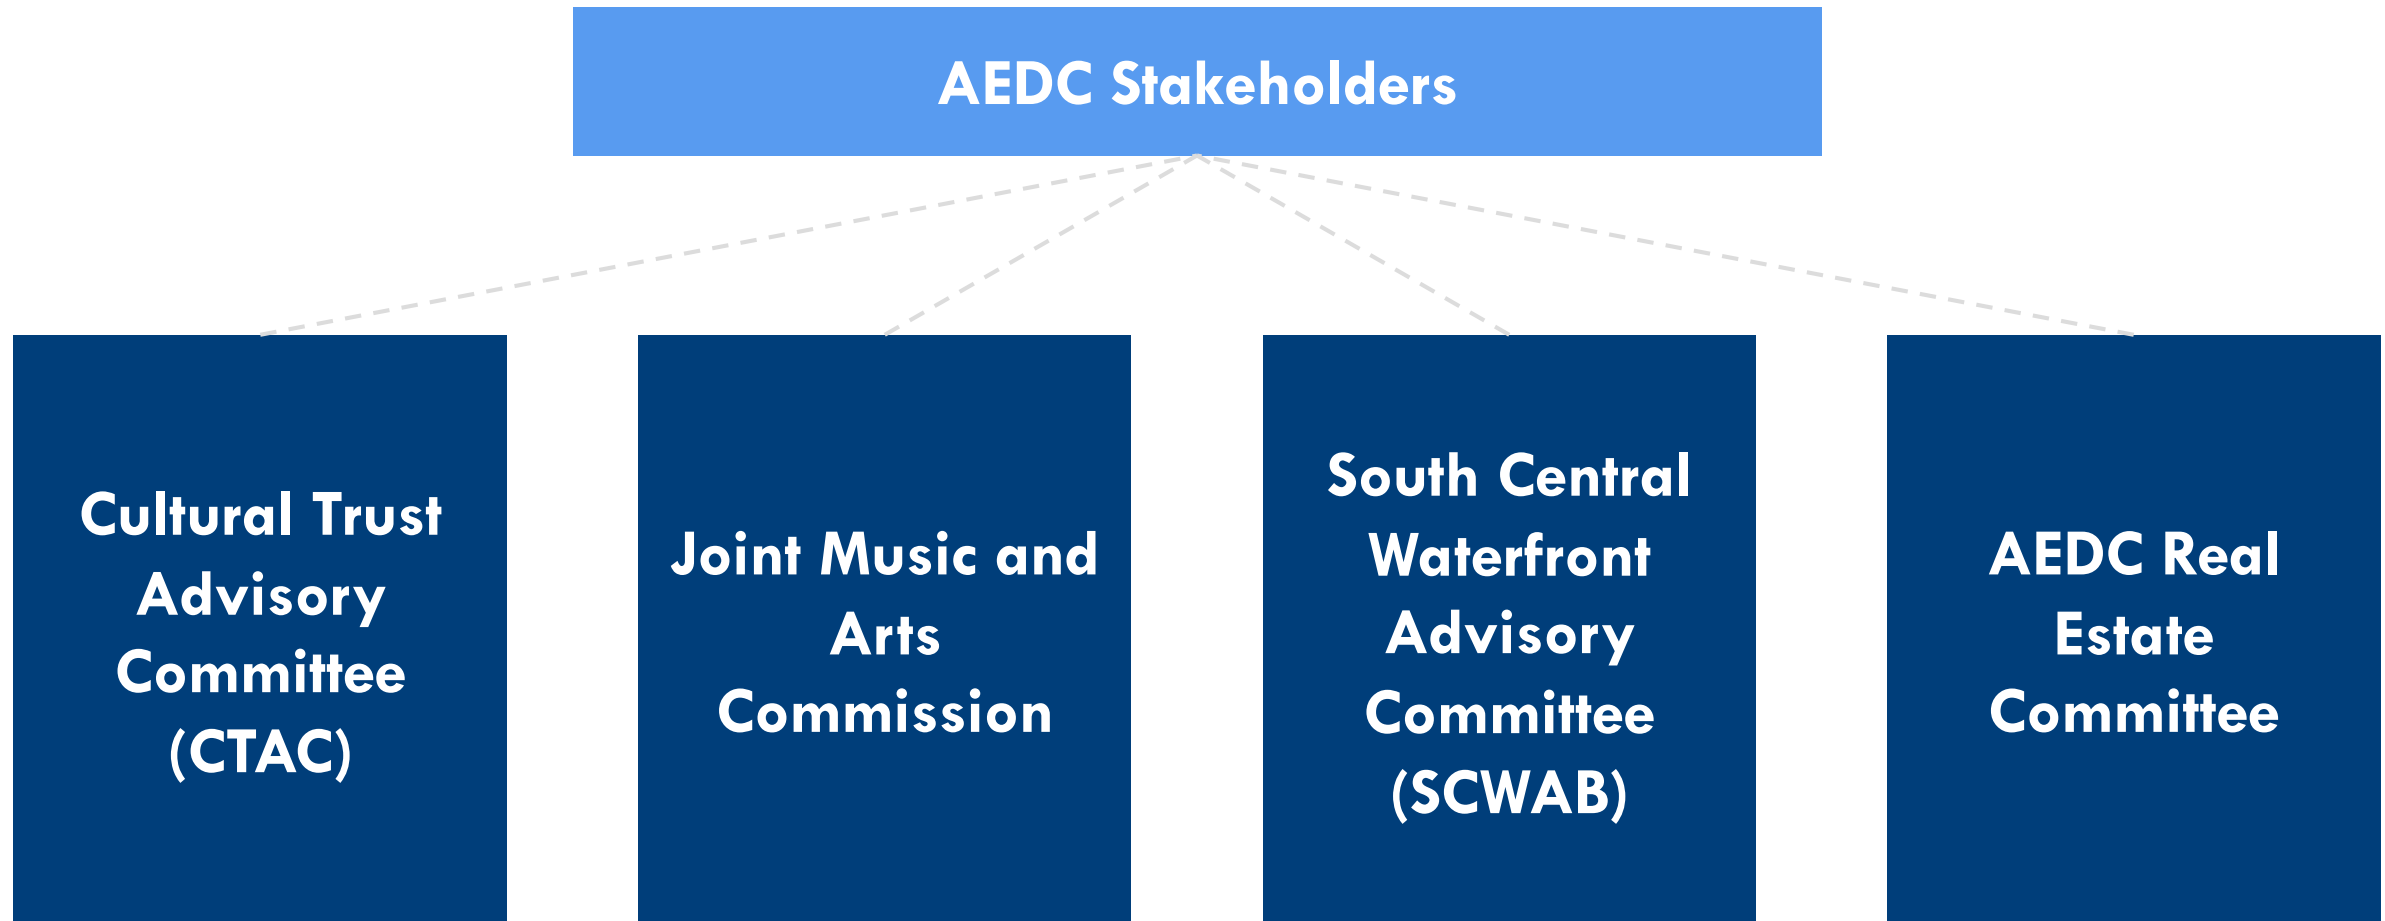 AEDC Stakeholders
Cultural Trust
Advisory
Committee
(CTAC)
Joint Music and
Arts
Commission
South Central
Waterfront
Advisory
Committee
(SCWAB)
AEDC Real
Estate
Committee